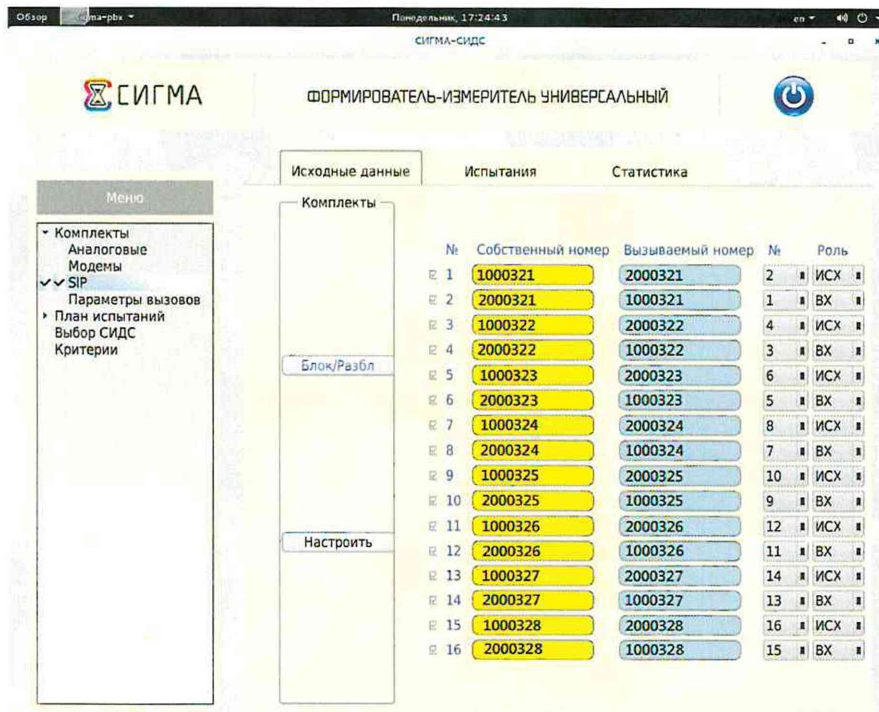 Обзор
Понедельник, 17:24:43
en
СИГМА-СИДС
СИГМА
ФОРМИРОВАТЕЛЬ-ИЗМЕРИТЕЛЬ УНИВЕРСАЛЬНЫЙ
Исходные данные Испытания Статистика
Меню
Комплекты
Аналоговые
Модемы
SIP
Параметры вызовов
План испытаний
Выбор СИДС
Критерии
Комплекты
Блок/Разбл
Настроить
№ Собственный номер Вызываемый номер № Роль
1 1000321 2000321 2 ИСХ
2 2000321 1000321 1 ВХ
3 1000322 2000322 4 ИСХ
4 2000322 1000322 3 ВХ
5 1000323 2000323 6 ИСХ
6 2000323 1000323 5 ВХ
7 1000324 2000324 8 ИСХ
8 2000324 1000324 7 ВХ
9 1000325 2000325 10 ИСХ
10 2000325 1000325 9 ВХ
11 1000326 2000326 12 ИСХ
12 2000326 1000326 11 ВХ
13 1000327 2000327 14 ИСХ
14 2000327 1000327 13 ВХ
15 1000328 2000328 16 ИСХ
16 2000328 1000328 15 ВХ